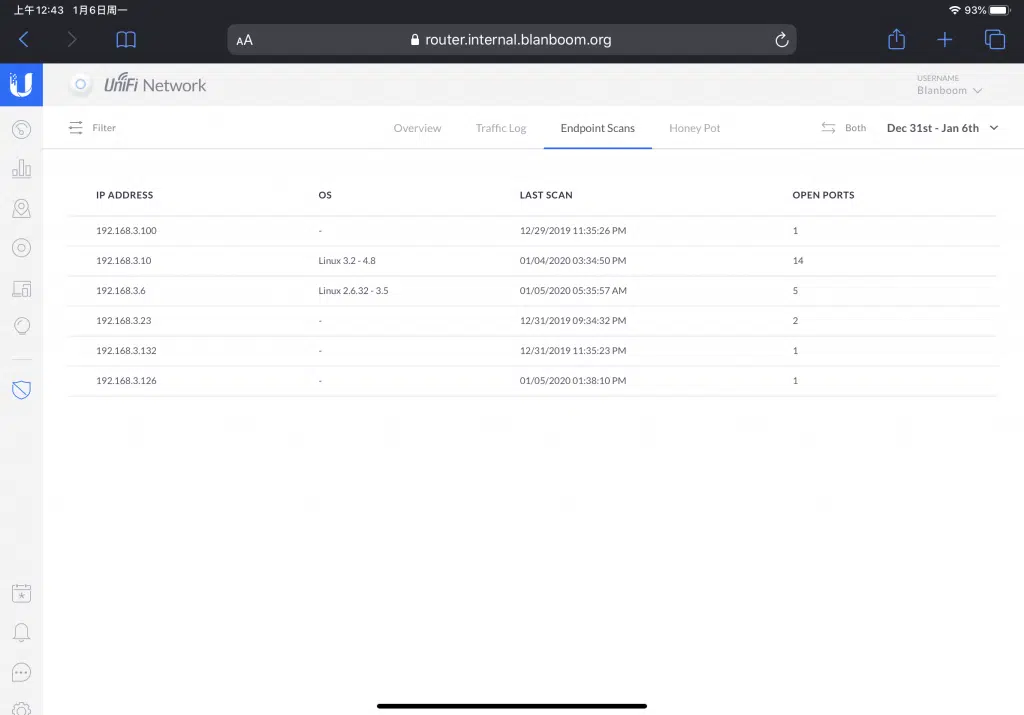 上午12:43 1月6日周一 93%
AA router.internal.blanboom.org
UniFi Network
USERNAME
Blanboom
Filter Overview Traffic Log Endpoint Scans Honey Pot Both Dec 31st - Jan 6th
IP ADDRESS OS LAST SCAN OPEN PORTS
192.168.3.100 - 12/29/2019 11:35:26 PM 1
192.168.3.10 Linux 3.2 - 4.8 01/04/2020 03:34:50 PM 14
192.168.3.6 Linux 2.6.32 - 3.5 01/05/2020 05:35:57 AM 5
192.168.3.23 - 12/31/2019 09:34:32 PM 2
192.168.3.132 - 12/31/2019 11:35:23 PM 1
192.168.3.126 - 01/05/2020 01:38:10 PM 1